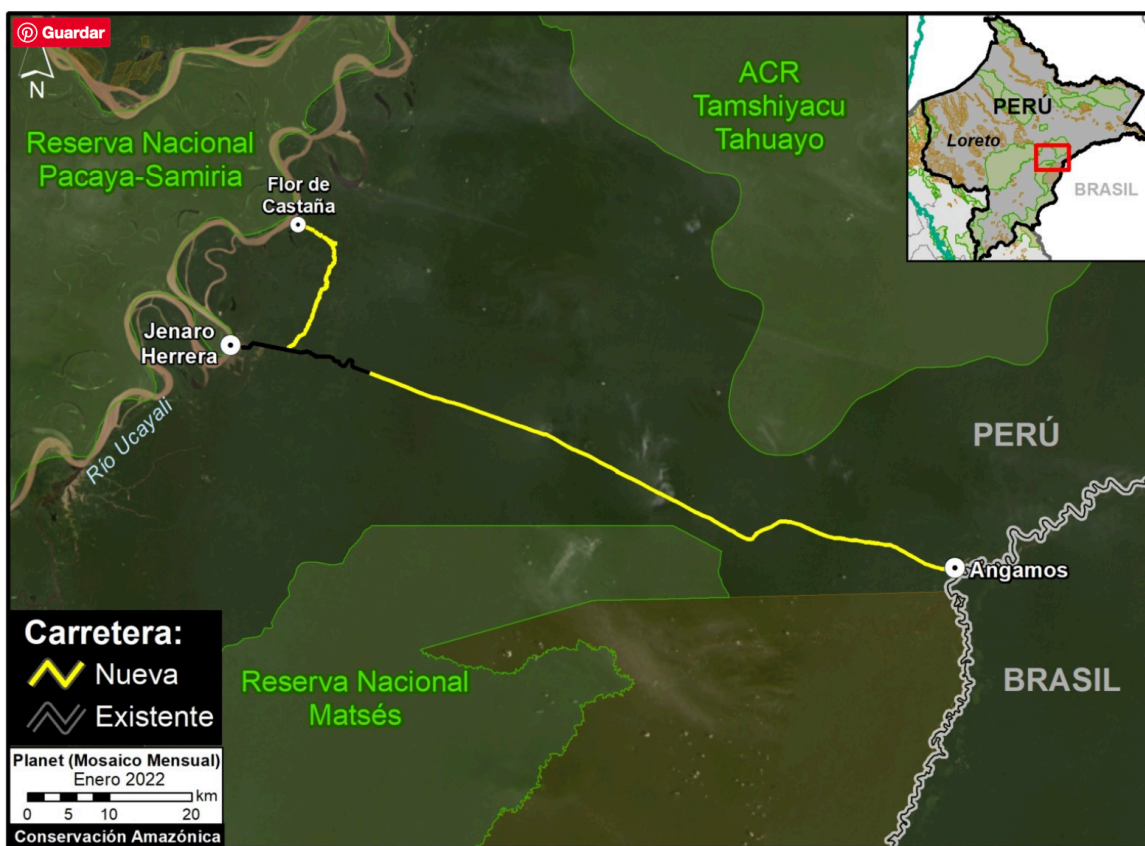 Guardar
N
Reserva Nacional
Pacaya-Samiria
ACR
Tamshiyacu
Tahuayo
PERÚ
Loreto
BRASIL
Flor de
Castaña
Jenaro
Herrera
Río Ucayali
PERÚ
Angamos
BRASIL
Reserva Nacional
Matsés
Carretera:
Nueva
Existente
Planet (Mosaico Mensual)
Enero 2022
km
0 5 10 20
Conservación Amazónica